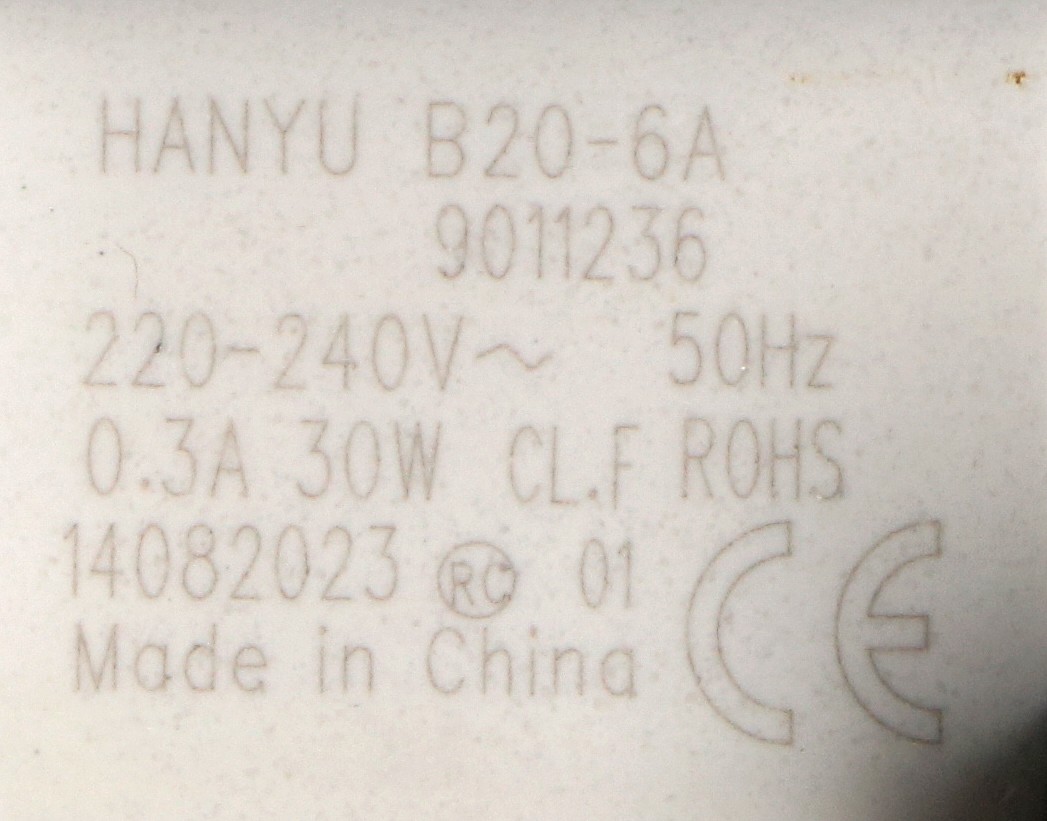 HANYU B20-6A
9011236
220-240V~ 50Hz
0.3A 30W CL.F ROHS
14082023 RC 01
Made in China
CE